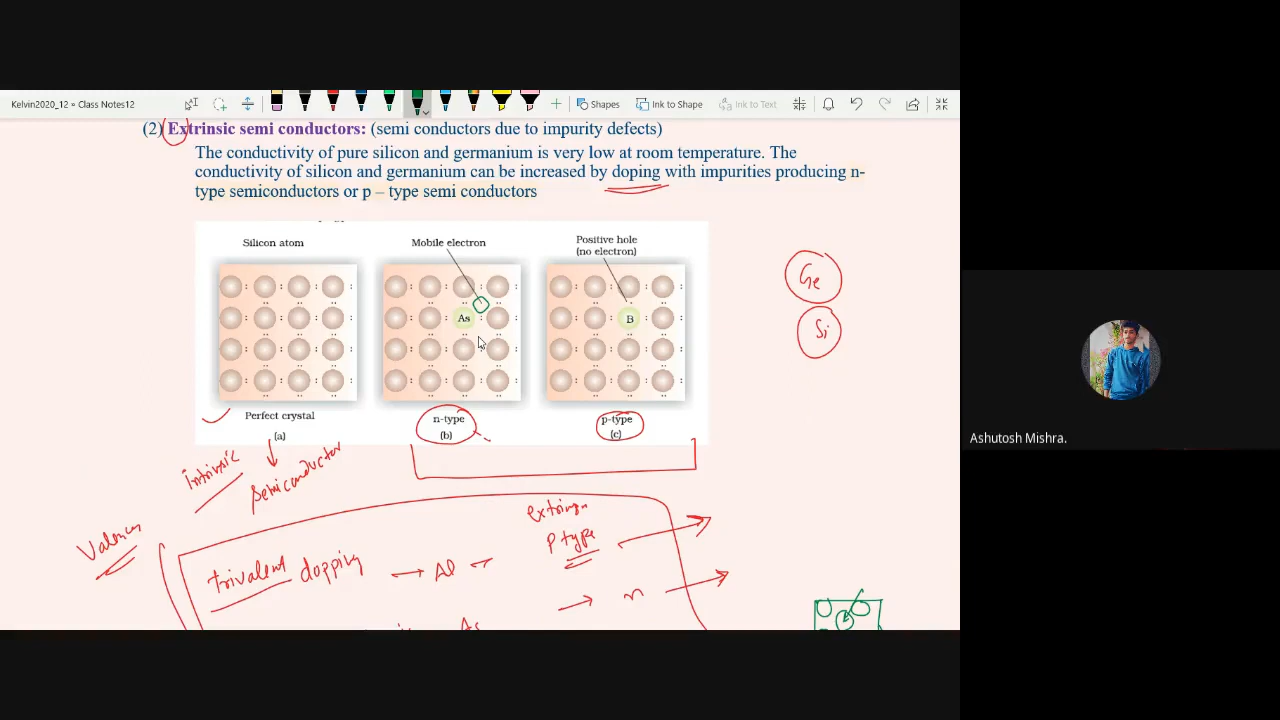 Kelvin2020_12 » Class Notes12
Shapes
Ink to Shape
Ink to Text
(2) Extrinsic semi conductors: (semi conductors due to impurity defects)
The conductivity of pure silicon and germanium is very low at room temperature. The
conductivity of silicon and germanium can be increased by doping with impurities producing n-
type semiconductors or p – type semi conductors
Silicon atom
Mobile electron
Positive hole
(no electron)
As
B
Ge
Si
Perfect crystal
(a)
n-type
(b)
p-type
(c)
Intrinsic
Semiconductor
trivalent dopping → Al
P type
→ n
As
Ashutosh Mishra.